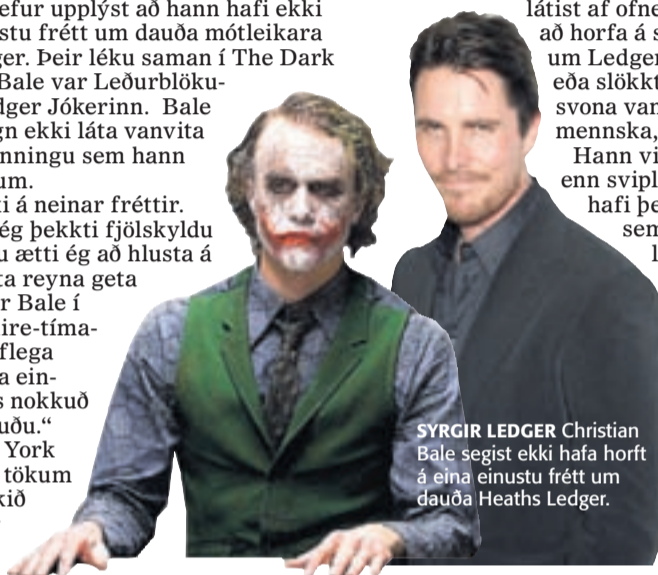 efur upplýst að hann hafi ekki
stu frétt um dauða mótleikara
ger. Þeir léku saman í The Dark
Bale var Leðurblöku-
dger Jókerinn. Bale
gn ekki láta vanvita
nningu sem hann
um.
i á neinar fréttir.
ég þekkti fjölskyldu
u ætti ég að hlusta á
ta reyna geta
r Bale í
ire-tíma-
flega
a ein-
s nokkuð
uðu.“
York
tökum
kið
látist af ofne
að horfa á s
um Ledger
eða slökkt
svona van
mennska,
Hann vi
enn svipl
hafi þe
sem
l
SYRGIR LEDGER Christian
Bale segist ekki hafa horft
á eina einustu frétt um
dauða Heaths Ledger.